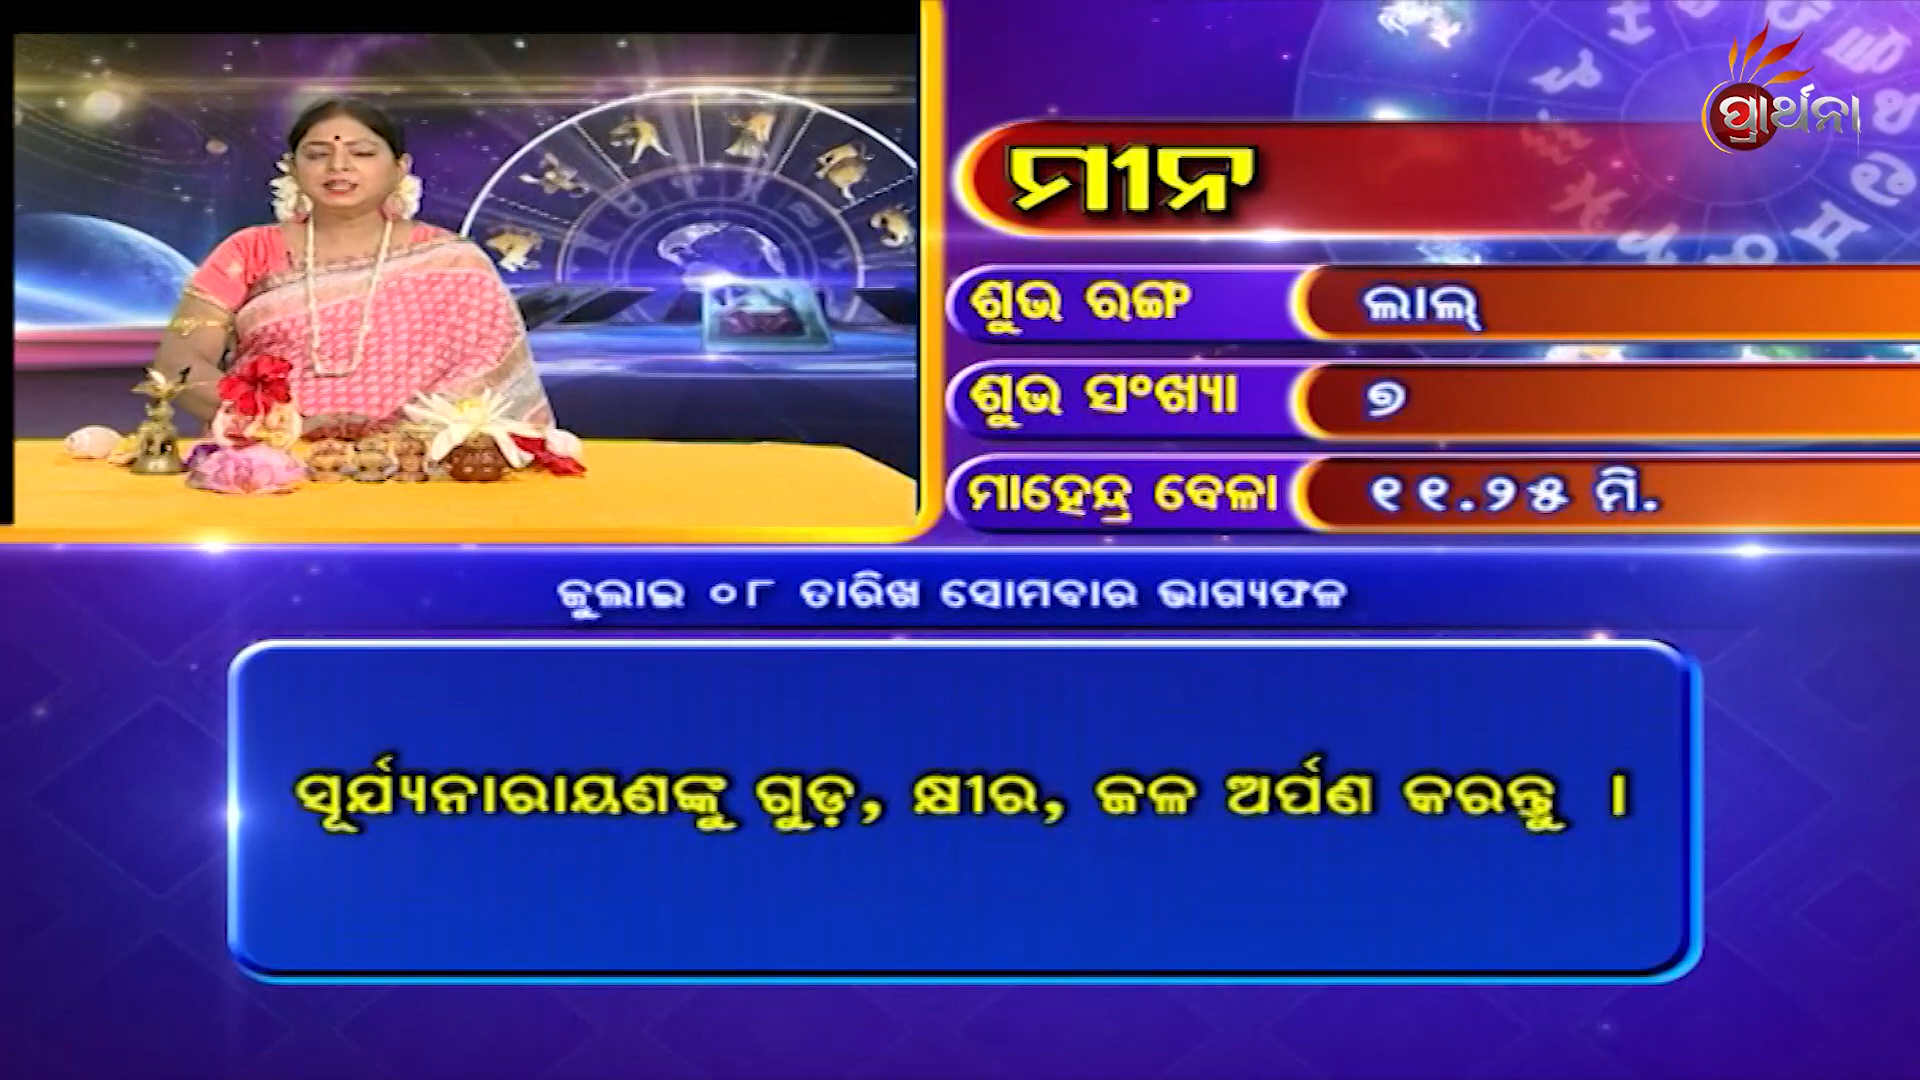 ପ୍ରାର୍ଥନା
ମୀନ
ଶୁଭ ରଙ୍ଗ ଲାଲ୍
ଶୁଭ ସଂଖ୍ୟା ୭
ମାହେନ୍ଦ୍ର ବେଳା ୧୧.୨୫ ମି.
ଜୁଲାଇ ୦୮ ତାରିଖ ସୋମବାର ଭାଗ୍ୟଫଳ
ସୂର୍ଯ୍ୟନାରାୟଣଙ୍କୁ ଗୁଡ଼, କ୍ଷୀର, ଜଳ ଅର୍ପଣ କରନ୍ତୁ ।